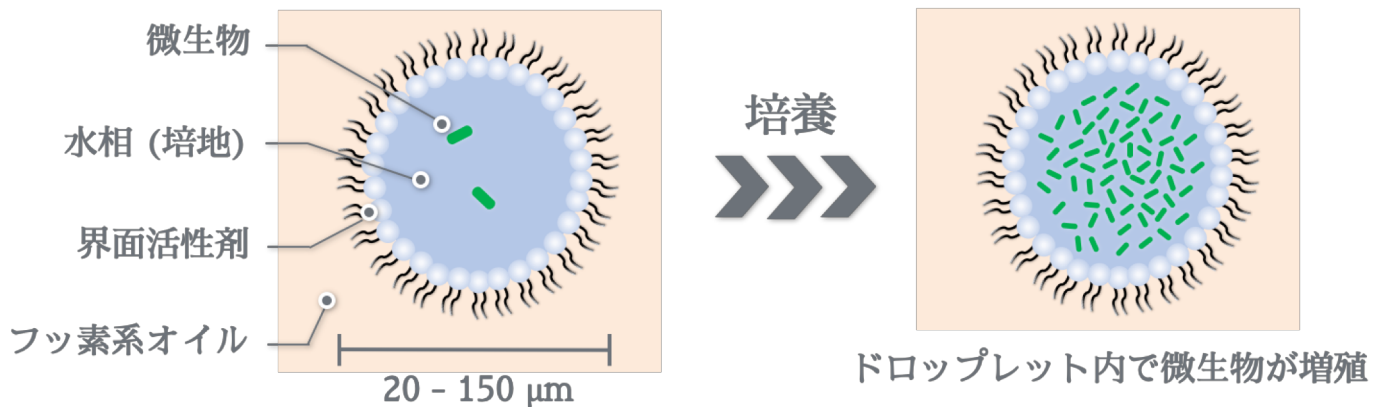 微生物
水相 (培地)
界面活性剤
フッ素系オイル
20 – 150 µm
培養
ドロップレット内で微生物が増殖